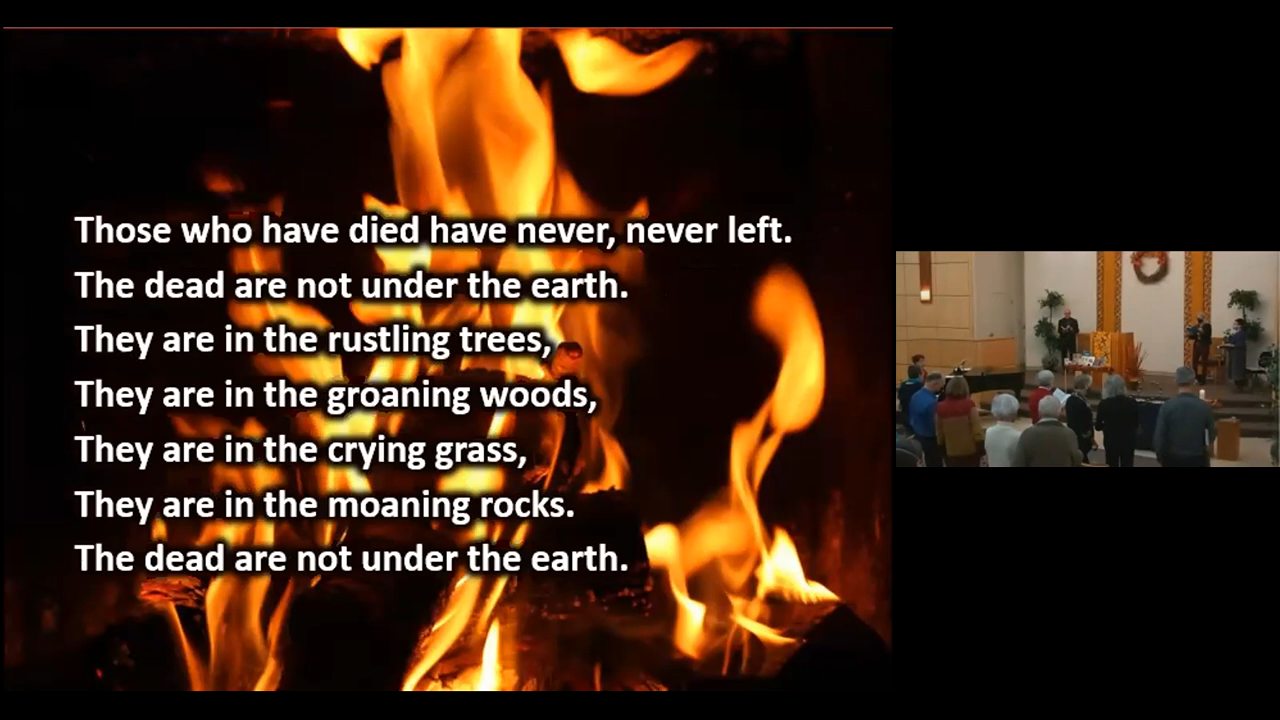 Those who have died have never, never left.
The dead are not under the earth.
They are in the rustling trees,
They are in the groaning woods,
They are in the crying grass,
They are in the moaning rocks.
The dead are not under the earth.